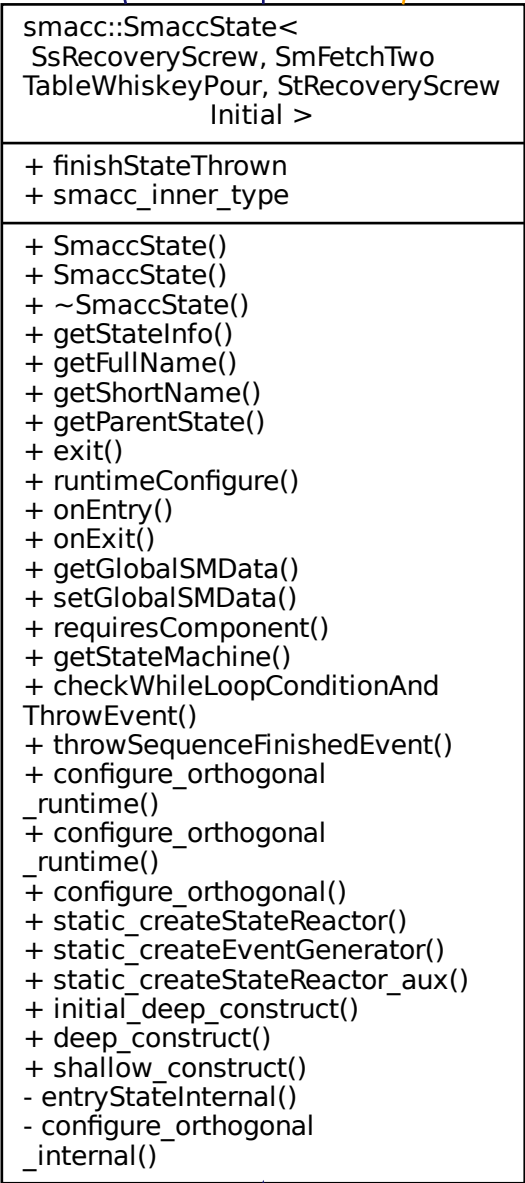 smacc::SmaccState<
SsRecoveryScrew, SmFetchTwo
TableWhiskeyPour, StRecoveryScrew
Initial >
+ finishStateThrown
+ smacc_inner_type
+ SmaccState()
+ SmaccState()
+ ~SmaccState()
+ getStateInfo()
+ getFullName()
+ getShortName()
+ getParentState()
+ exit()
+ runtimeConfigure()
+ onEntry()
+ onExit()
+ getGlobalSMData()
+ setGlobalSMData()
+ requiresComponent()
+ getStateMachine()
+ checkWhileLoopConditionAnd
ThrowEvent()
+ throwSequenceFinishedEvent()
+ configure_orthogonal
_runtime()
+ configure_orthogonal
_runtime()
+ configure_orthogonal()
+ static_createStateReactor()
+ static_createEventGenerator()
+ static_createStateReactor_aux()
+ initial_deep_construct()
+ deep_construct()
+ shallow_construct()
- entryStateInternal()
- configure_orthogonal
_internal()